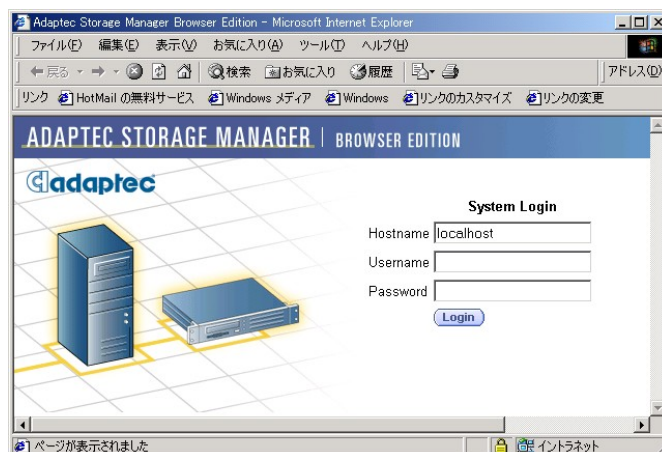 Adaptec Storage Manager Browser Edition - Microsoft Internet Explorer
ファイル(F) 編集(E) 表示(V) お気に入り(A) ツール(T) ヘルプ(H)
戻る 検索 お気に入り 履歴 アドレス(D)
リンク HotMail の無料サービス Windows メディア Windows リンクのカスタマイズ リンクの変更
ADAPTEC STORAGE MANAGER | BROWSER EDITION
adaptec
System Login
Hostname localhost
Username
Password
Login
ページが表示されました イントラネット